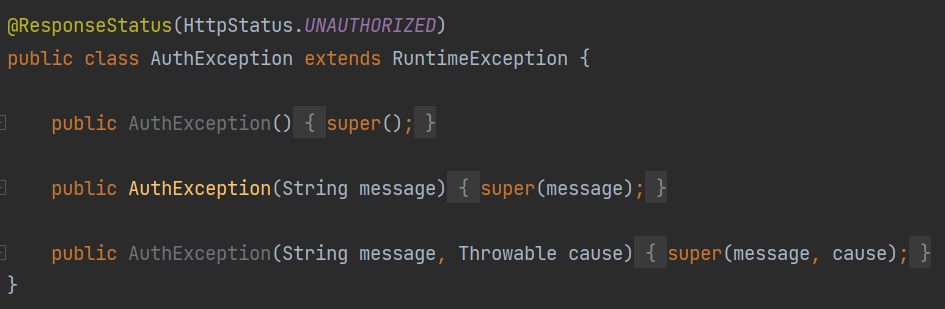 @ResponseStatus(HttpStatus.UNAUTHORIZED)
public class AuthException extends RuntimeException {
public AuthException() { super(); }
public AuthException(String message) { super(message); }
public AuthException(String message, Throwable cause) { super(message, cause); }
}